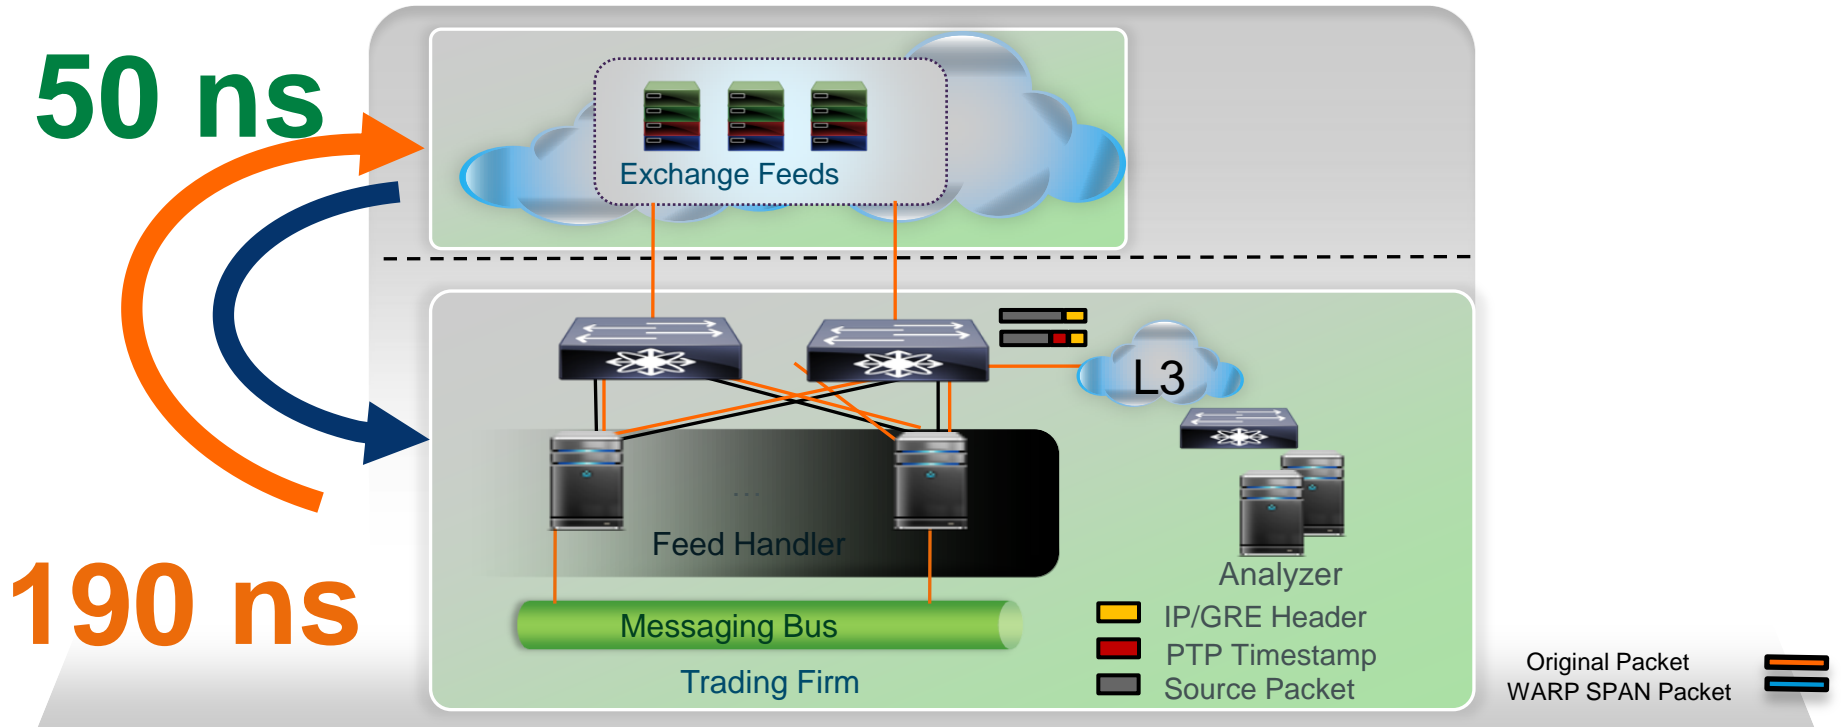 50 ns
Exchange Feeds
L3
...
Feed Handler
Analyzer
190 ns
IP/GRE Header
Messaging Bus
PTP Timestamp
Original Packet
Trading Firm
Source Packet
WARP SPAN Packet